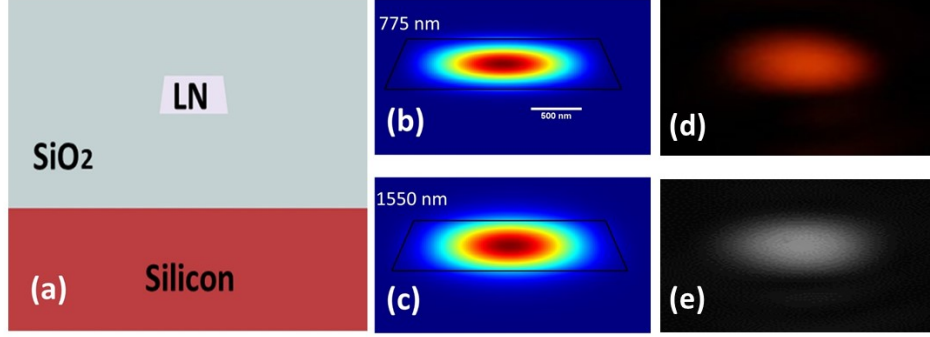 LN
SiO2
Silicon
(a)
775 nm
500 nm
(b)
1550 nm
(c)
(d)
(e)